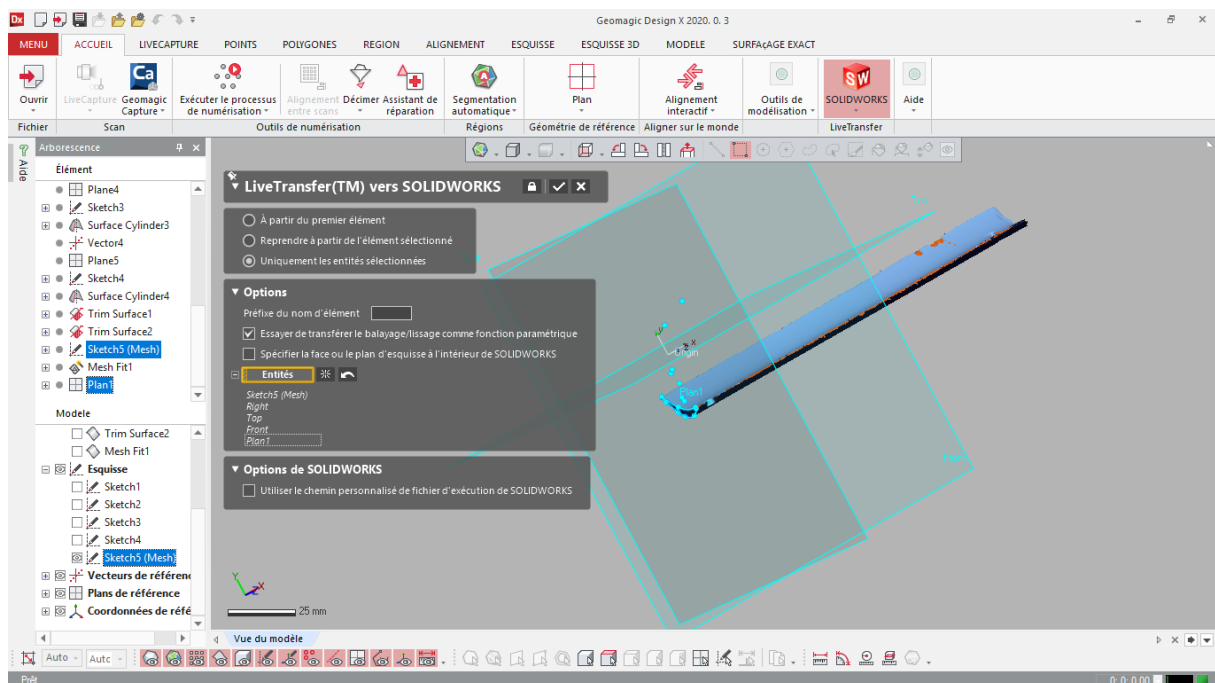 Dx
Geomagic Design X 2020. 0. 3
MENU ACCUEIL LIVECAPTURE POINTS POLYGONES REGION ALIGNEMENT ESQUISSE ESQUISSE 3D MODELE SURFAçAGE EXACT
Ca SW
Ouvrir LiveCapture Geomagic Capture Exécuter le processus de numérisation Alignement entre scans Décimer Assistant de réparation Segmentation automatique Plan Alignement interactif Outils de modélisation SOLIDWORKS Aide
Fichier Scan Outils de numérisation Régions Géométrie de référence Aligner sur le monde LiveTransfer
Aide
Arborescence
Élément
Plane4
Sketch3
Surface Cylinder3
Vector4
Plane5
Sketch4
Surface Cylinder4
Trim Surface1
Trim Surface2
Sketch5 (Mesh)
Mesh Fit1
Plan1
Modele
Trim Surface2
Mesh Fit1
Esquisse
Sketch1
Sketch2
Sketch3
Sketch4
Sketch5 (Mesh)
Vecteurs de référen
Plans de référence
Coordonnées de réfé
LiveTransfer(TM) vers SOLIDWORKS
À partir du premier élément
Reprendre à partir de l'élément sélectionné
Uniquement les entités sélectionnées
Options
Préfixe du nom d'élément
Essayer de transférer le balayage/lissage comme fonction paramétrique
Spécifier la face ou le plan d'esquisse à l'intérieur de SOLIDWORKS
Entités
Sketch5 (Mesh)
Right
Top
Front
Plan1
Options de SOLIDWORKS
Utiliser le chemin personnalisé de fichier d'exécution de SOLIDWORKS
Origin
Plan1
Y
X
Z
25 mm
Vue du modèle
Auto Autc
Prêt
0: 0: 0.00